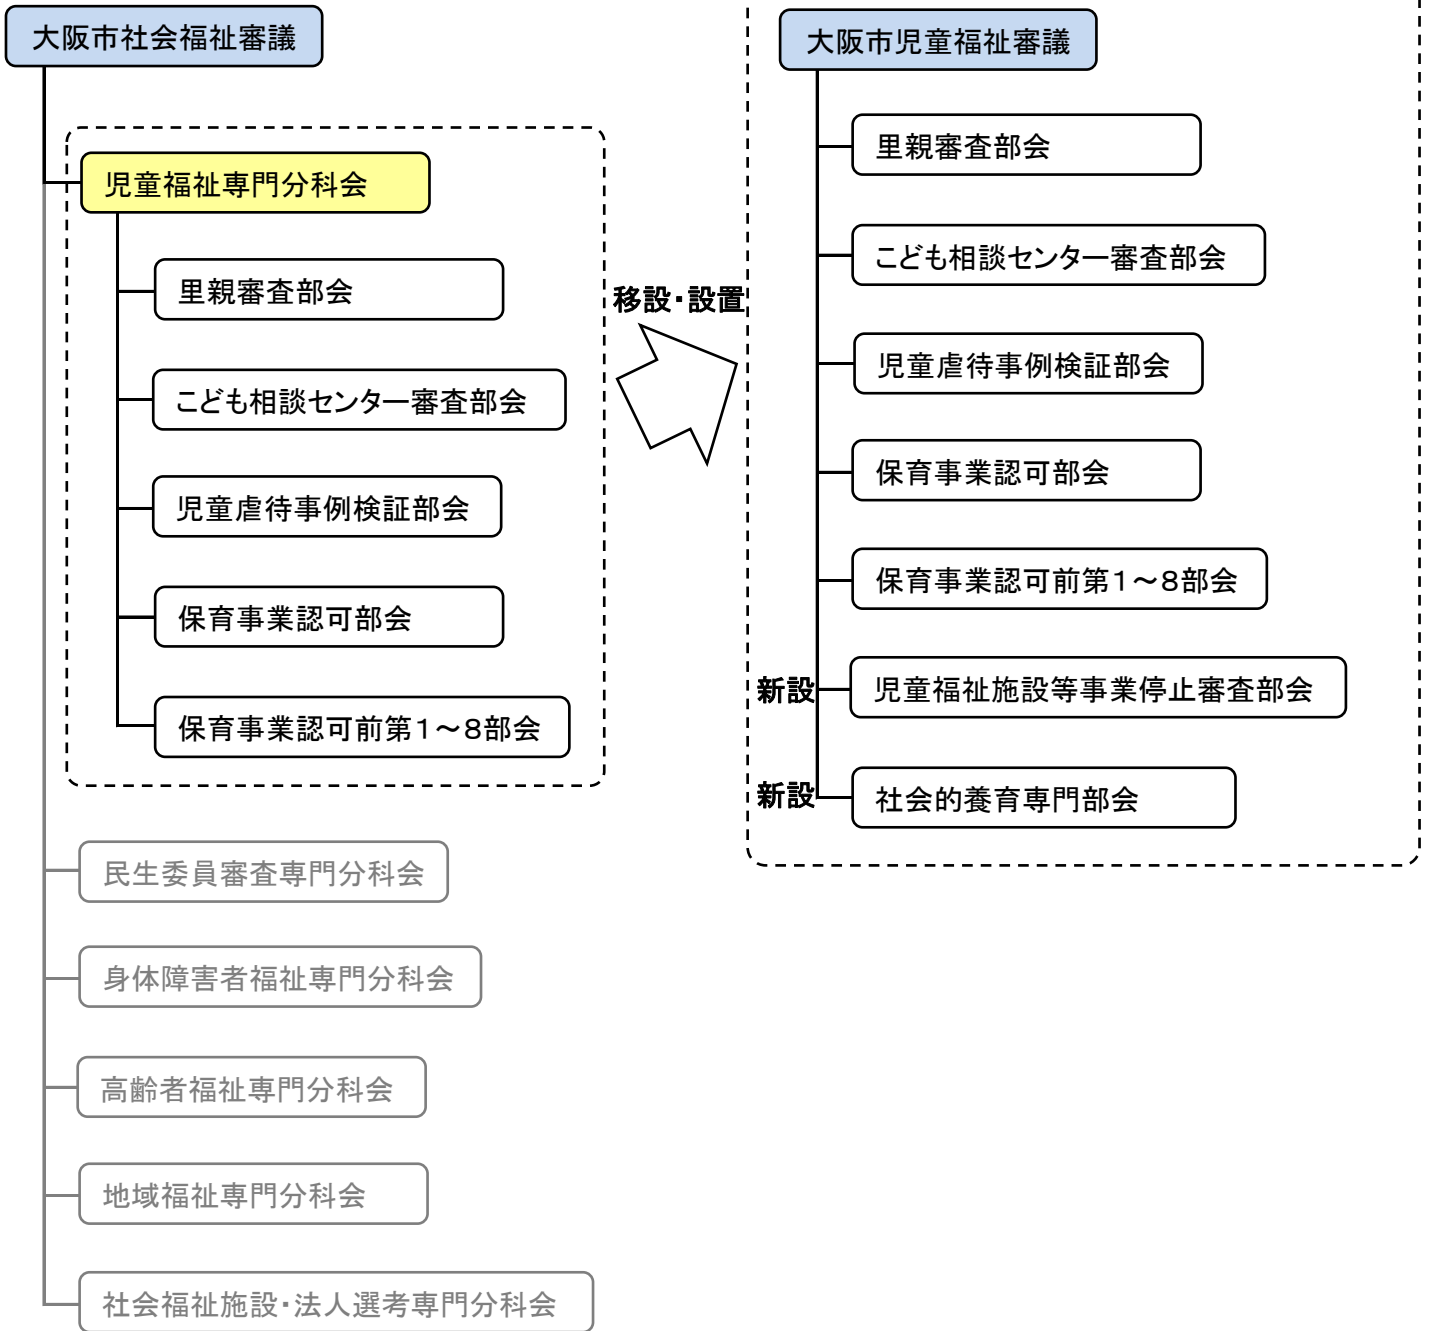 大阪市社会福祉審議
児童福祉専門分科会
里親審査部会
こども相談センター審査部会
児童虐待事例検証部会
保育事業認可部会
保育事業認可前第1～8部会
民生委員審査専門分科会
身体障害者福祉専門分科会
高齢者福祉専門分科会
地域福祉専門分科会
社会福祉施設・法人選考専門分科会
移設・設置
大阪市児童福祉審議
里親審査部会
こども相談センター審査部会
児童虐待事例検証部会
保育事業認可部会
保育事業認可前第1～8部会
新設 児童福祉施設等事業停止審査部会
新設 社会的養育専門部会